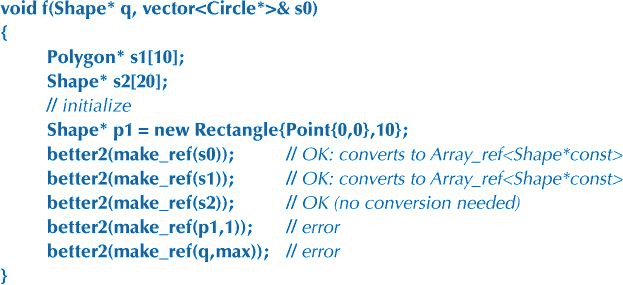 void f(Shape* q, vector<Circle*>& s0)
{
Polygon* s1[10];
Shape* s2[20];
// initialize
Shape* p1 = new Rectangle{Point{0,0},10};
better2(make_ref(s0)); // OK: converts to Array_ref<Shape*const>
better2(make_ref(s1)); // OK: converts to Array_ref<Shape*const>
better2(make_ref(s2)); // OK (no conversion needed)
better2(make_ref(p1,1)); // error
better2(make_ref(q,max)); // error
}